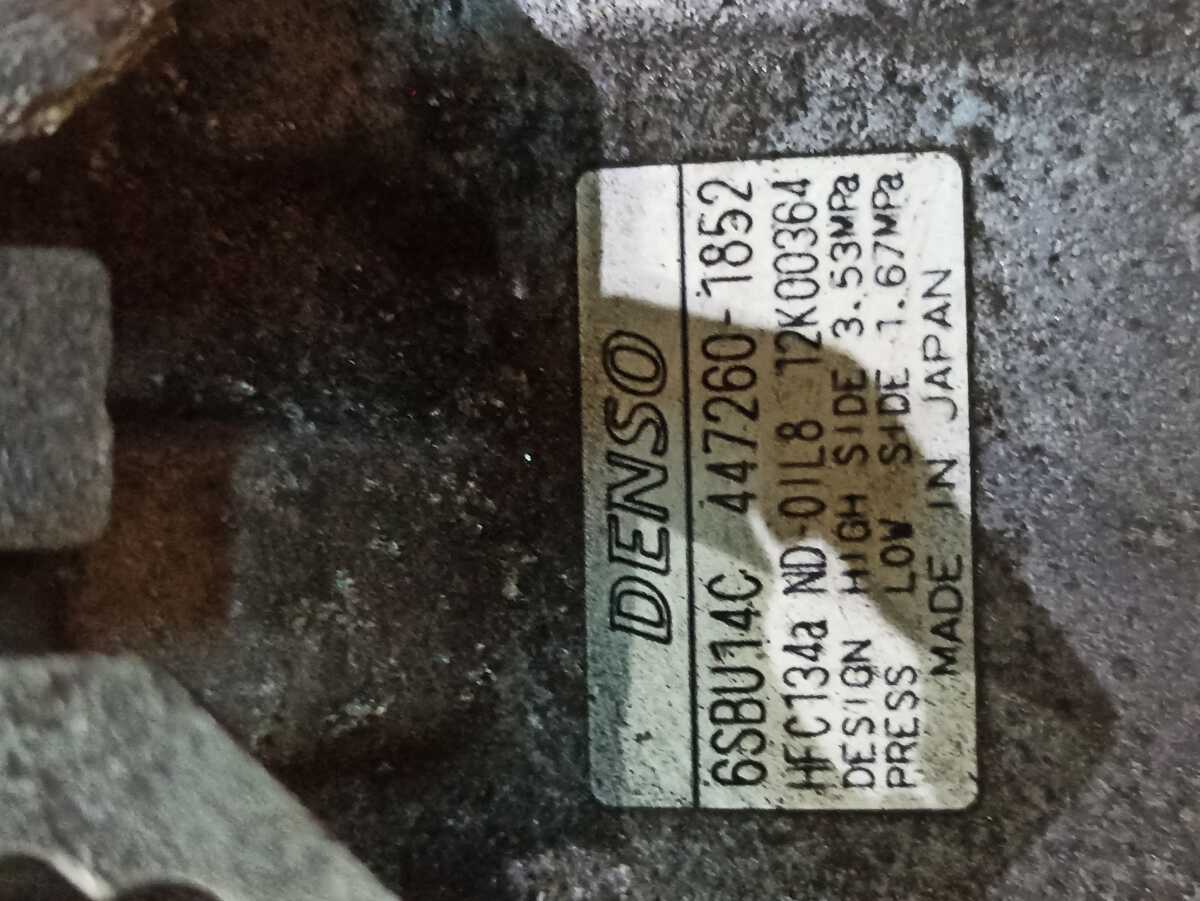 DENSO
6SBU14C 447260-1852
HFC134a ND-OIL8 12K00364
DESIGN HIGH SIDE 3.53MPa
PRESS LOW SIDE 1.67MPa
MADE IN JAPAN